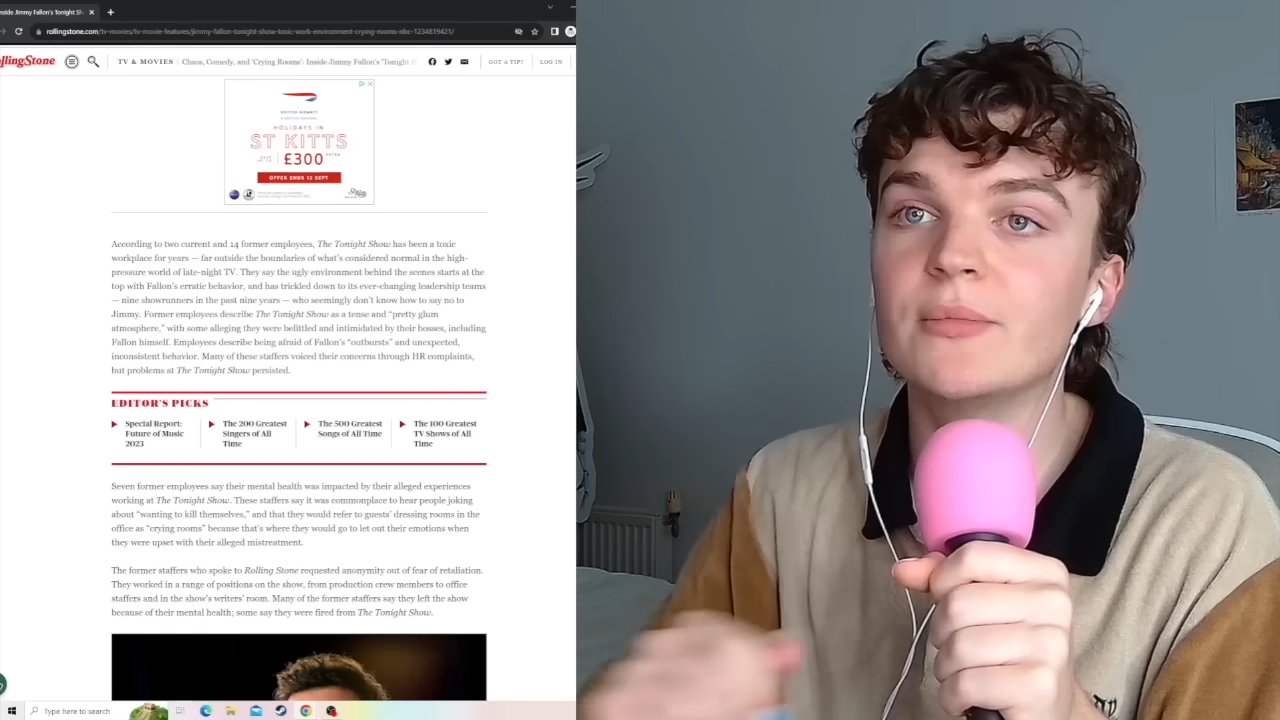 nside Jimmy Fallon's Tonight Sh
rollingstone.com/tv-movies/tv-movie-features/jimmy-fallon-tonight-show-toxic-work-environment-crying-rooms-nbc-1234819421/
llingStone
TV & MOVIES
Chaos, Comedy, and 'Crying Rooms': Inside Jimmy Fallon's 'Tonight S
GOT A TIP?
LOG IN
BRITISH AIRWAYS
HOLIDAYS IN
ST KITTS
£300
EXTRA
OFFER ENDS 12 SEPT
According to two current and 14 former employees, The Tonight Show has been a toxic
workplace for years — far outside the boundaries of what's considered normal in the high-
pressure world of late-night TV. They say the ugly environment behind the scenes starts at the
top with Fallon's erratic behavior, and has trickled down to its ever-changing leadership teams
— nine showrunners in the past nine years — who seemingly don't know how to say no to
Jimmy. Former employees describe The Tonight Show as a tense and "pretty glum
atmosphere," with some alleging they were belittled and intimidated by their bosses, including
Fallon himself. Employees describe being afraid of Fallon's "outbursts" and unexpected,
inconsistent behavior. Many of these staffers voiced their concerns through HR complaints,
but problems at The Tonight Show persisted.
EDITOR'S PICKS
Special Report:
Future of Music
2023
The 200 Greatest
Singers of All
Time
The 500 Greatest
Songs of All Time
The 100 Greatest
TV Shows of All
Time
Seven former employees say their mental health was impacted by their alleged experiences
working at The Tonight Show. These staffers say it was commonplace to hear people joking
about "wanting to kill themselves," and that they would refer to guests' dressing rooms in the
office as "crying rooms" because that's where they would go to let out their emotions when
they were upset with their alleged mistreatment.
The former staffers who spoke to Rolling Stone requested anonymity out of fear of retaliation.
They worked in a range of positions on the show, from production crew members to office
staffers and in the show's writers' room. Many of the former staffers say they left the show
because of their mental health; some say they were fired from The Tonight Show.
Type here to search